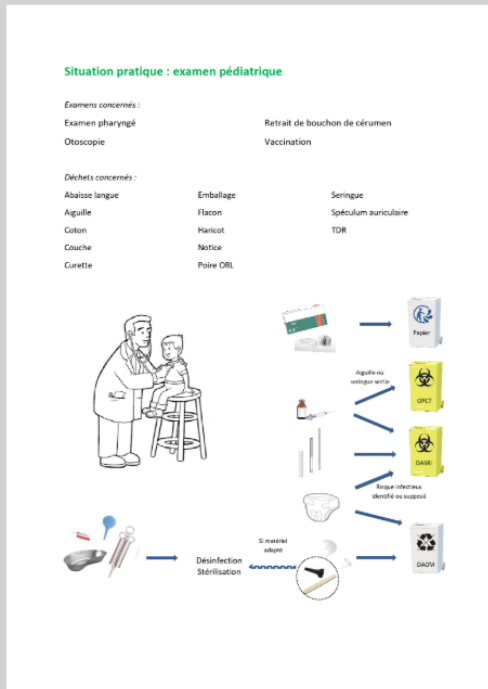 Situation pratique : examen pédiatrique
Examens concernés :
Examen pharyngé
Retrait de bouchon de cérumen
Otoscopie
Vaccination
Déchets concernés :
Abaisse langue
Emballage
Seringue
Aiguille
Flacon
Spéculum auriculaire
Coton
Haricot
TDR
Couche
Notice
Curette
Poire ORL
Papier
Aiguille ou
seringue sertie
OPCT
DASRI
Risque infectieux
identifié ou supposé
Si matériel
adapté
Désinfection
Stérilisation
DAOM